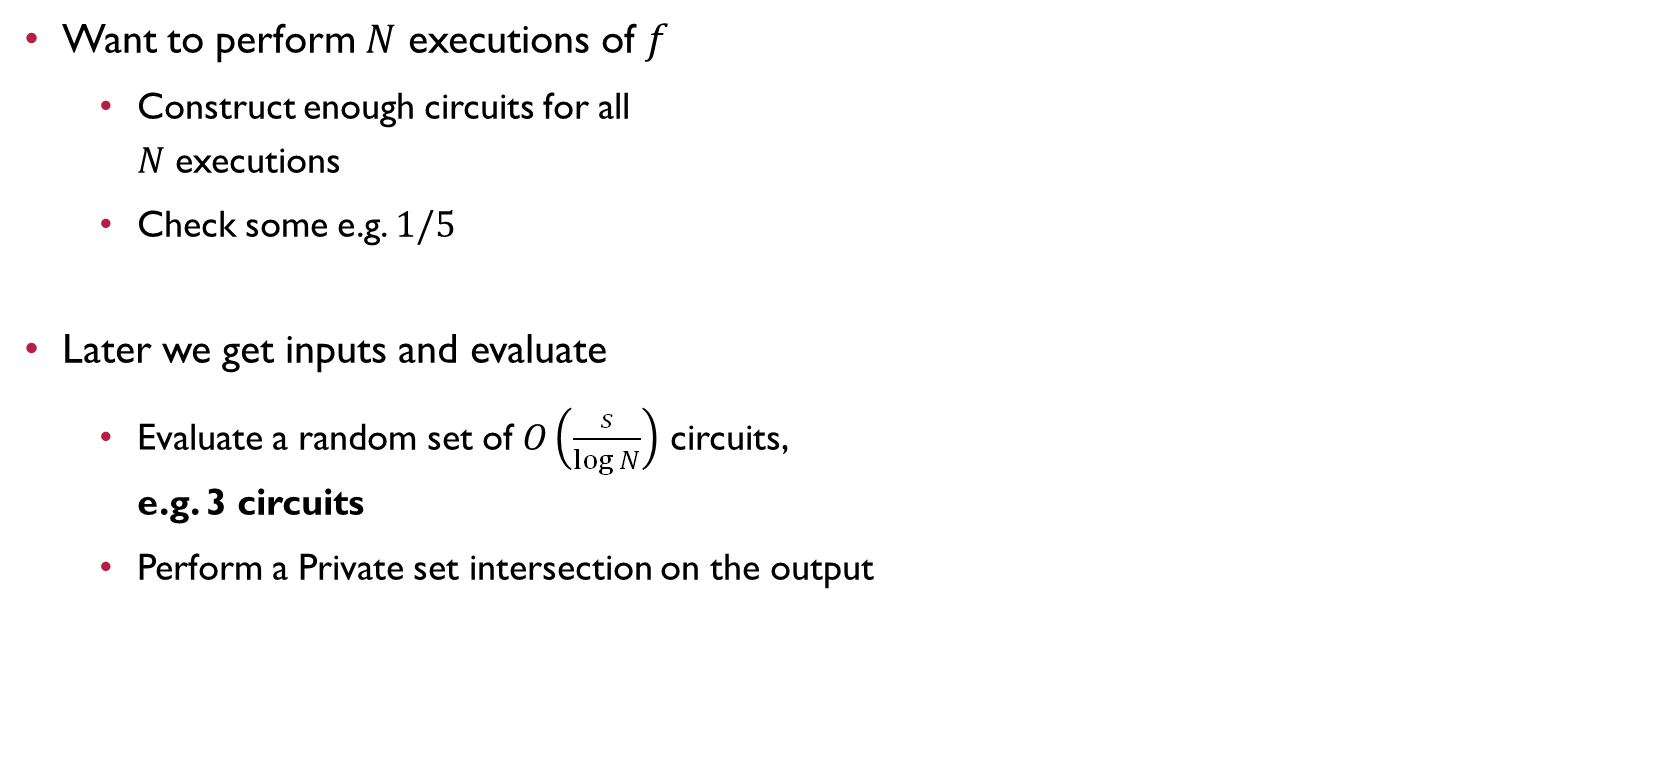 • Want to perform N executions of f
• Construct enough circuits for all
N executions
• Check some e.g. 1/5
• Later we get inputs and evaluate
• Evaluate a random set of O(s/log N) circuits,
e.g. 3 circuits
• Perform a Private set intersection on the output